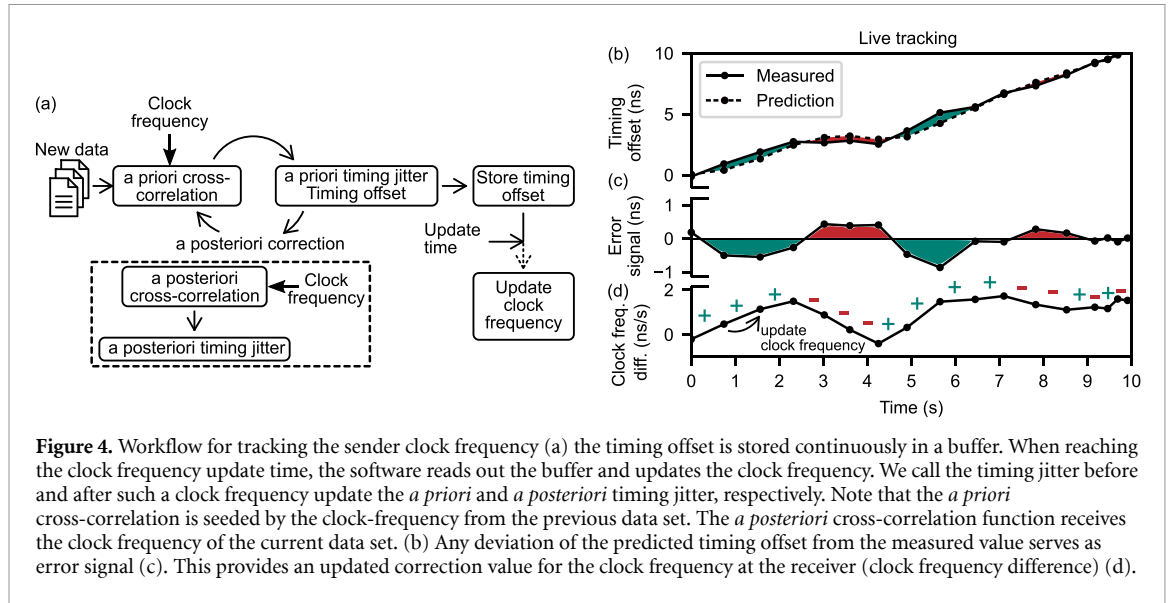 (a)
Clock
frequency
New data
a priori cross-
correlation
a priori timing jitter
Timing offset
Store timing
offset
a posteriori correction
Update
time
a posteriori
cross-correlation
Clock
frequency
Update
clock
frequency
a posteriori timing jitter
Live tracking
(b)
10
5
0
Timing
offset (ns)
Measured
Prediction
(c)
1
0
−1
Error
signal (ns)
(d)
2
0
Clock freq.
diff. (ns/s)
+ + + − − − + + + + + − − + − + −
update
clock frequency
0 1 2 3 4 5 6 7 8 9 10
Time (s)
Figure 4. Workflow for tracking the sender clock frequency (a) the timing offset is stored continuously in a buffer. When reaching
the clock frequency update time, the software reads out the buffer and updates the clock frequency. We call the timing jitter before
and after such a clock frequency update the a priori and a posteriori timing jitter, respectively. Note that the a priori
cross-correlation is seeded by the clock-frequency from the previous data set. The a posteriori cross-correlation function receives
the clock frequency of the current data set. (b) Any deviation of the predicted timing offset from the measured value serves as
error signal (c). This provides an updated correction value for the clock frequency at the receiver (clock frequency difference) (d).